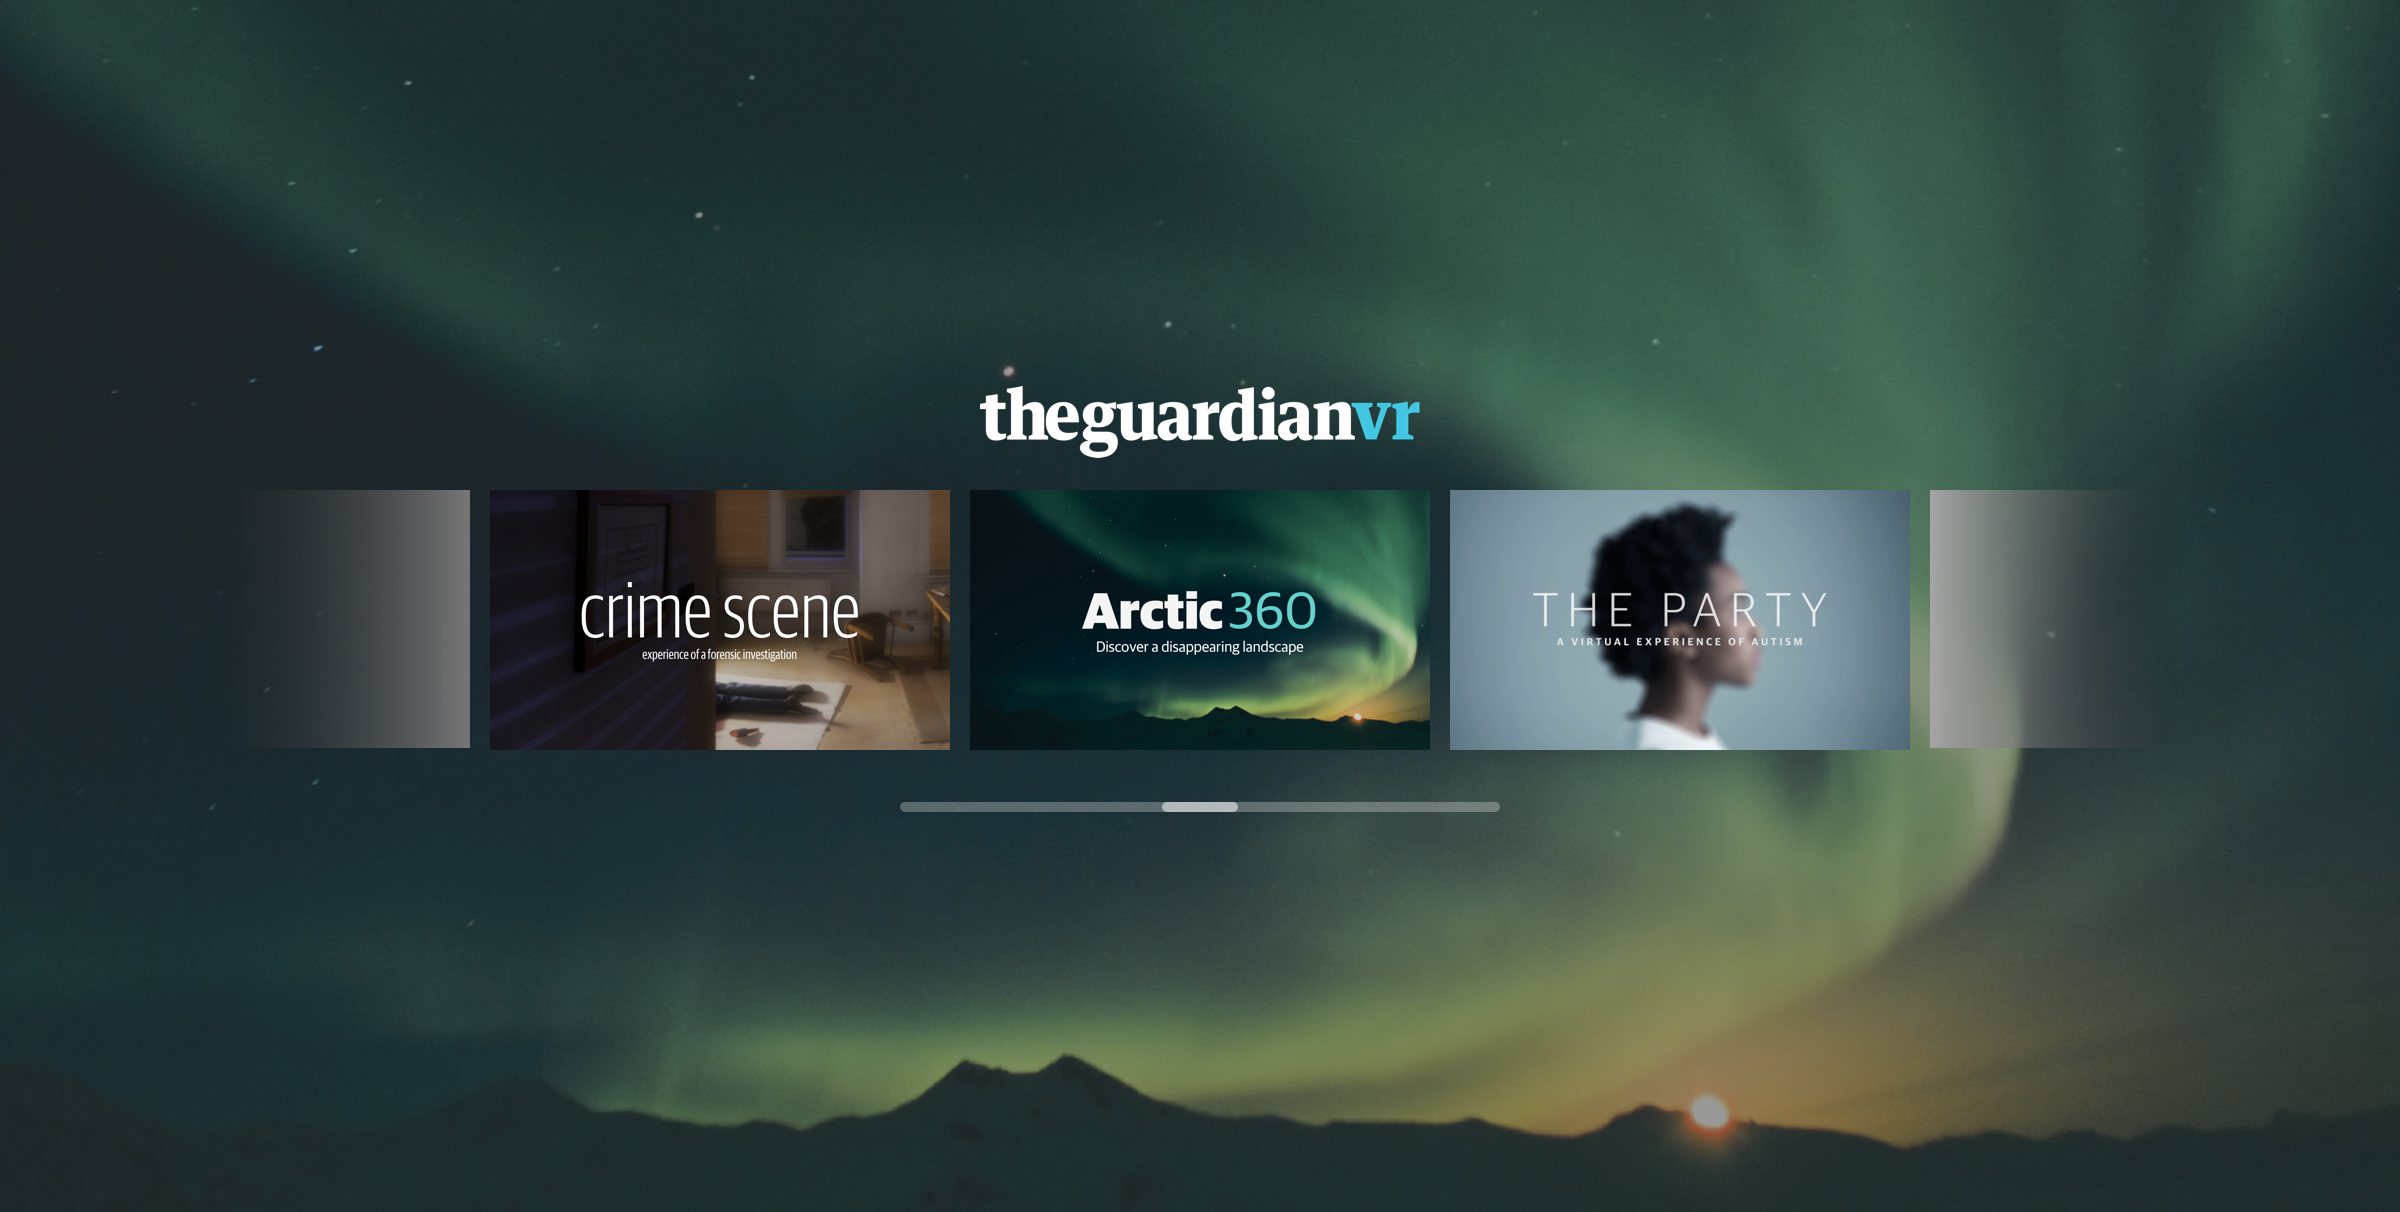 theguardianvr
crime scene
experience of a forensic investigation
Arctic 360
Discover a disappearing landscape
THE PARTY
A VIRTUAL EXPERIENCE OF AUTISM